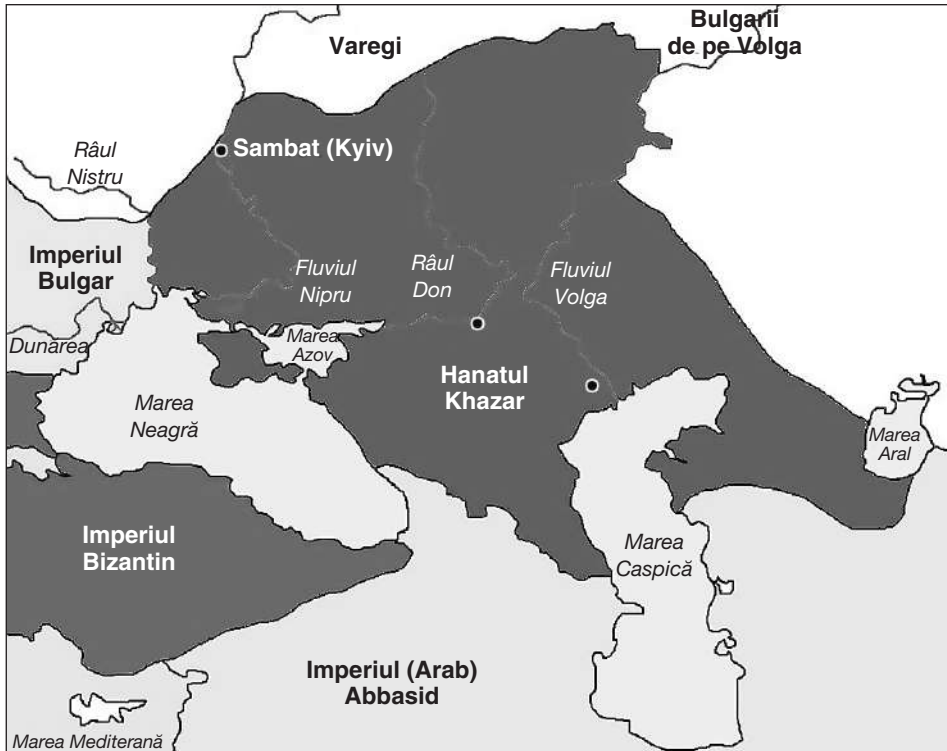 Varegi
Bulgarii
de pe Volga
Sambat (Kyiv)
Râul
Nistru
Imperiul
Bulgar
Fluviul
Nipru
Râul
Don
Fluviul
Volga
Dunărea
Marea
Azov
Hanatul
Khazar
Marea
Neagră
Marea
Aral
Imperiul
Bizantin
Marea
Caspică
Imperiul (Arab)
Abbasid
Marea Mediterană